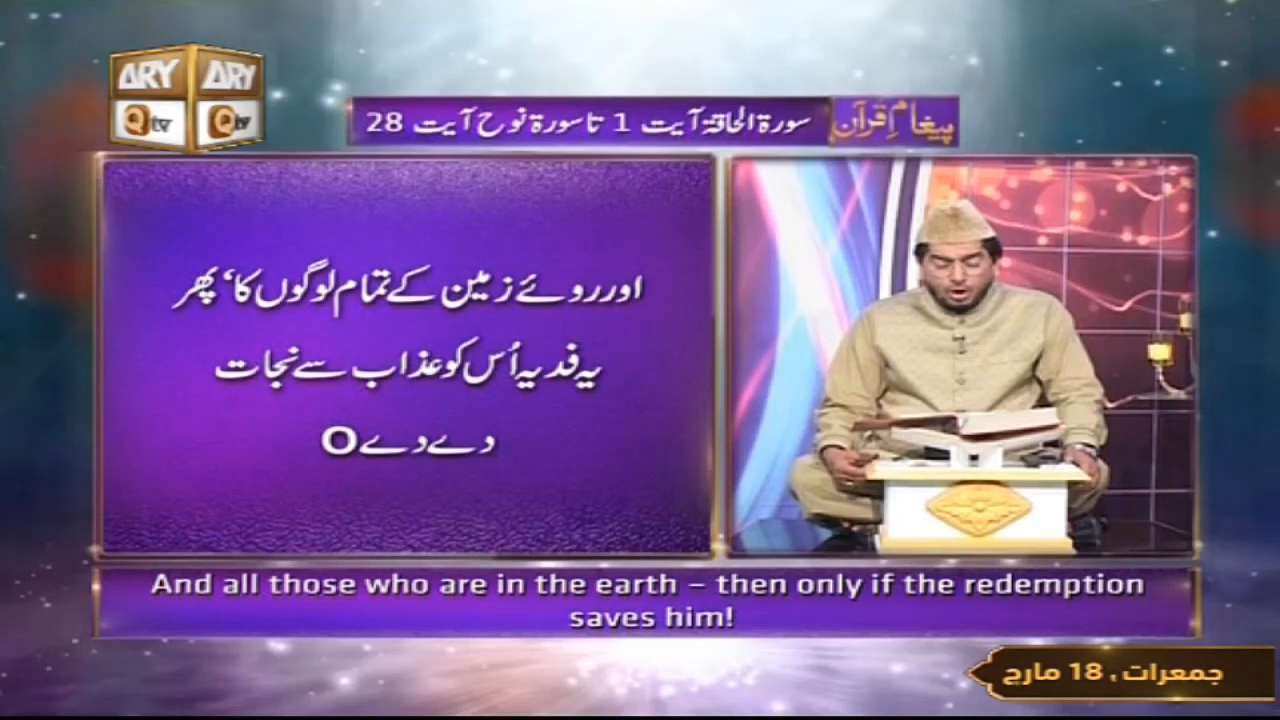 ARY ARY
Qtv Qtv
پیغامِ قرآن
سورۃ الحاقۃ آیت 1 تا سورۃ نوح آیت 28
اور روئے زمین کے تمام لوگوں کا‘ پھر
یہ فدیہ اُس کو عذاب سے نجات
دے دے O
And all those who are in the earth – then only if the redemption
saves him!
جمعرات، 18 مارچ